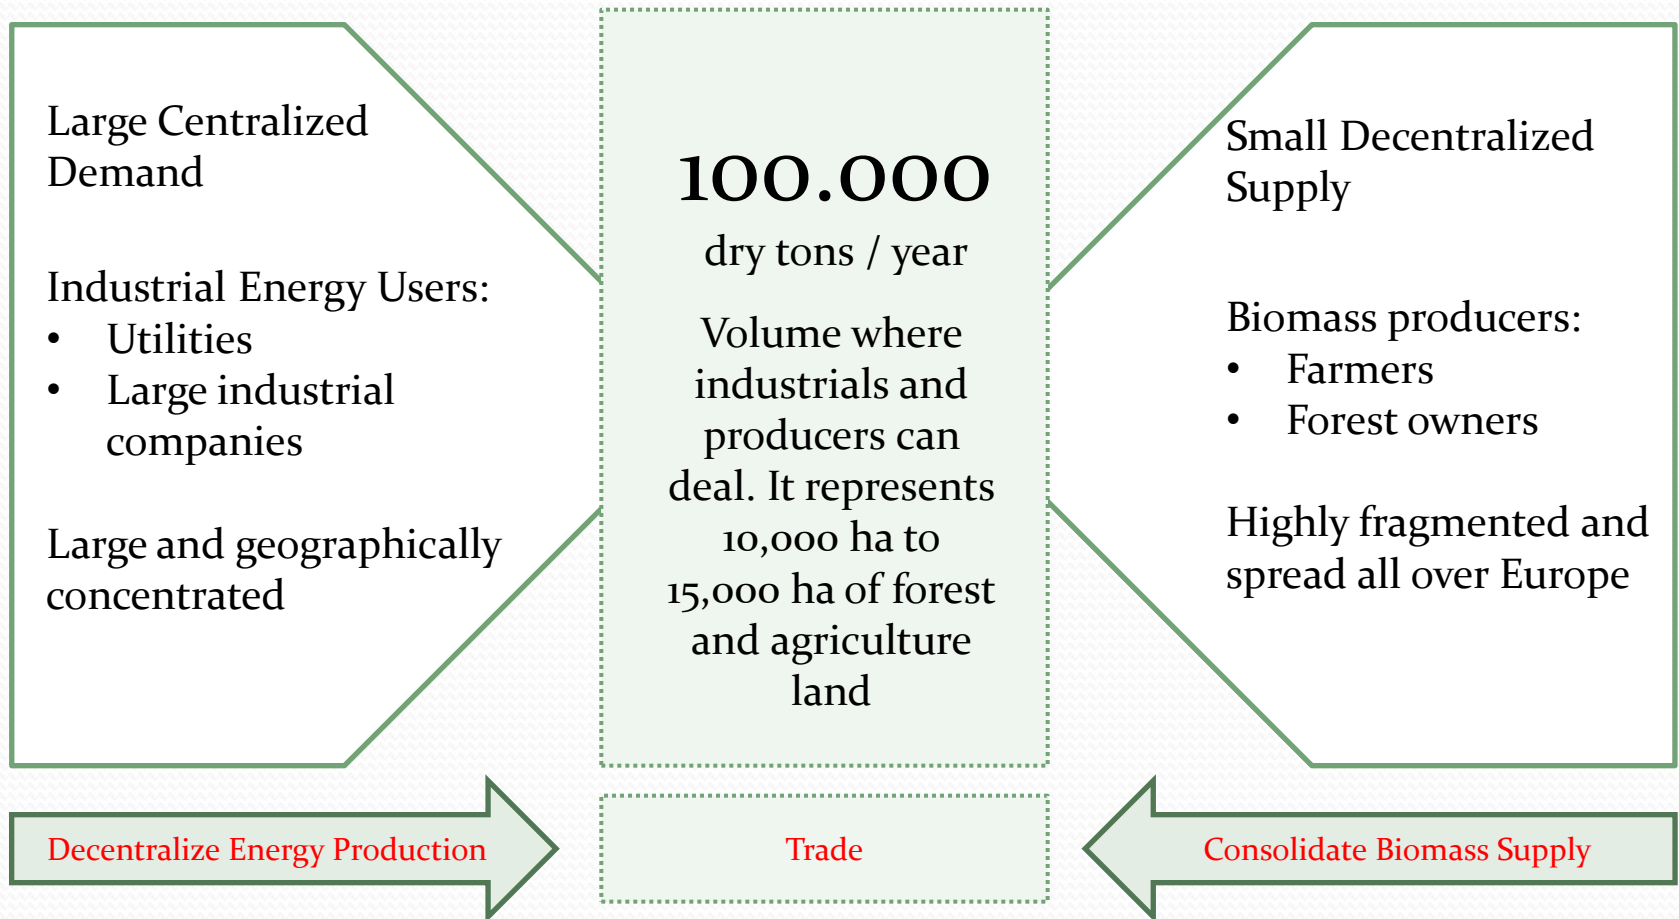 Large Centralized
Demand
Industrial Energy Users:
• Utilities
• Large industrial
companies
Large and geographically
concentrated
100.000
dry tons / year
Volume where
industrials and
producers can
deal. It represents
10,000 ha to
15,000 ha of forest
and agriculture
land
Small Decentralized
Supply
Biomass producers:
• Farmers
• Forest owners
Highly fragmented and
spread all over Europe
Decentralize Energy Production
Trade
Consolidate Biomass Supply